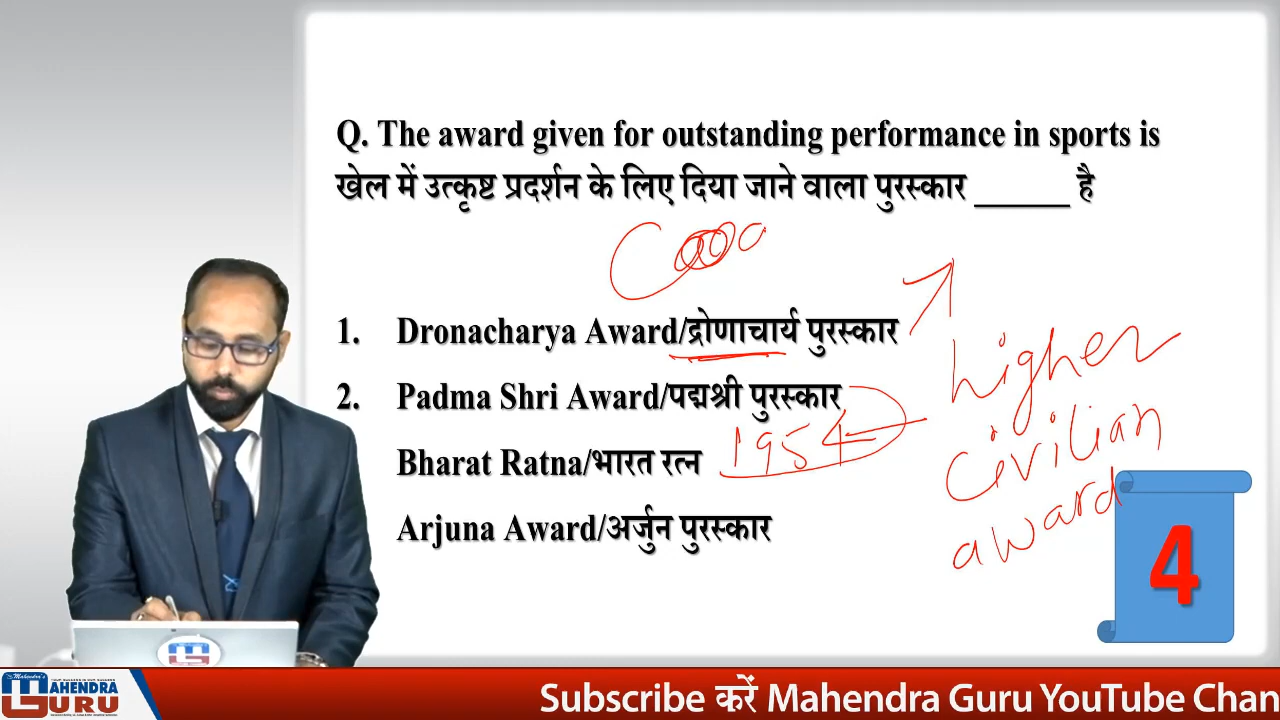 Q. The award given for outstanding performance in sports is
खेल में उत्कृष्ट प्रदर्शन के लिए दिया जाने वाला पुरस्कार ______ है
1. Dronacharya Award/द्रोणाचार्य पुरस्कार
2. Padma Shri Award/पद्मश्री पुरस्कार
Bharat Ratna/भारत रत्न
1954
Arjuna Award/अर्जुन पुरस्कार
higher
civilian
award
4
Mahendra's
MAHENDRA
GURU
Subscribe करें Mahendra Guru YouTube Chan